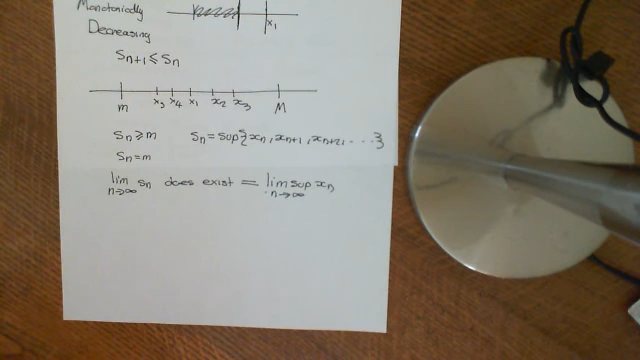 Monotonically
x₁
Decreasing
Sₙ₊₁ ≤ Sₙ
m x₅ x₄ x₁ x₂ x₃ M
Sₙ ≥ m Sₙ = sup{xₙ, xₙ₊₁, xₙ₊₂, ...}
Sₙ = m
lim n→∞ Sₙ does exist = lim sup n→∞ xₙ